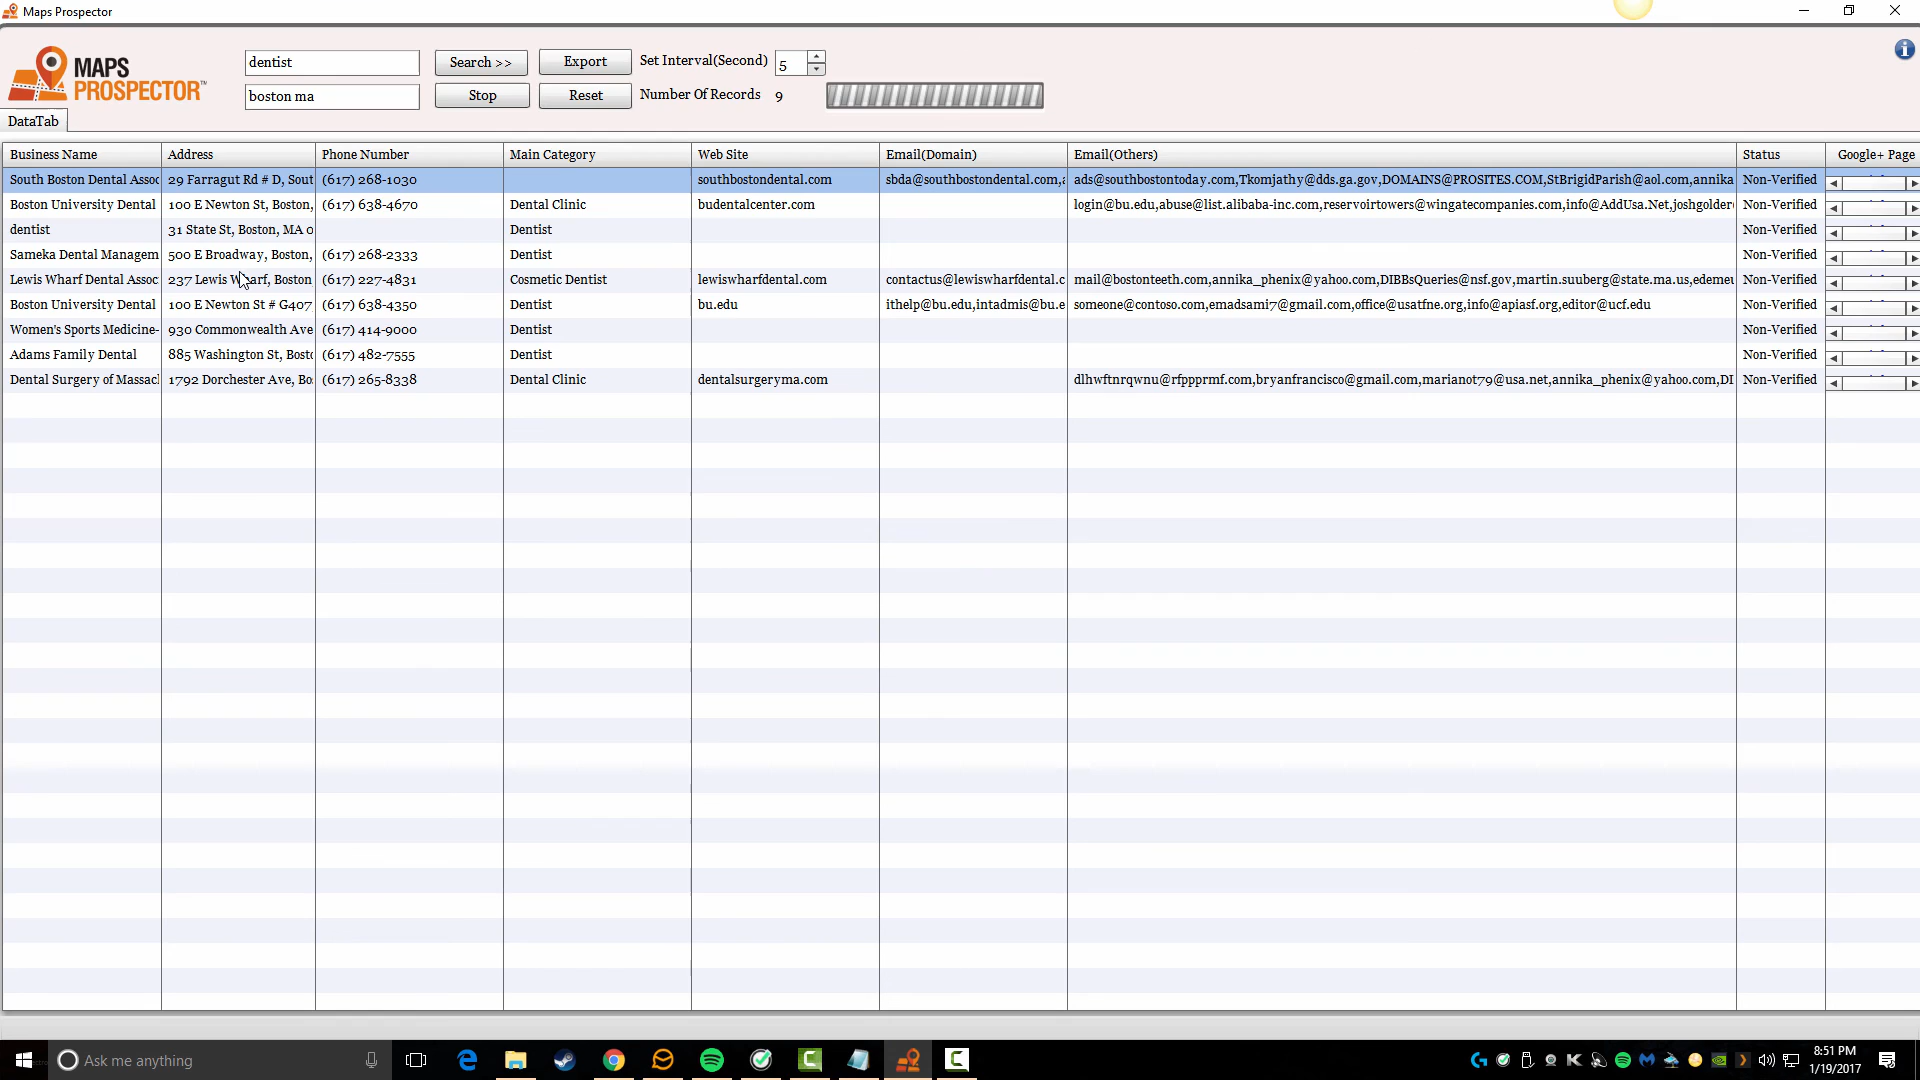 Maps Prospector
MAPS
PROSPECTOR™
dentist
Search >>
Export
Set Interval(Second)
5
boston ma
Stop
Reset
Number Of Records
9
DataTab
Business Name Address Phone Number Main Category Web Site Email(Domain) Email(Others) Status Google+ Page
South Boston Dental Assoc 29 Farragut Rd # D, Sout (617) 268-1030 southbostondental.com sbda@southbostondental.com, ads@southbostontoday.com,Tkomjathy@dds.ga.gov,DOMAINS@PROSITES.COM,StBrigidParish@aol.com,annika Non-Verified
Boston University Dental 100 E Newton St, Boston, (617) 638-4670 Dental Clinic budentalcenter.com login@bu.edu,abuse@list.alibaba-inc.com,reservoirtowers@wingatecompanies.com,info@AddUsa.Net,joshgolder Non-Verified
dentist 31 State St, Boston, MA 0 Dentist Non-Verified
Sameka Dental Managem 500 E Broadway, Boston, (617) 268-2333 Dentist Non-Verified
Lewis Wharf Dental Assoc 237 Lewis Wharf, Boston (617) 227-4831 Cosmetic Dentist lewiswharfdental.com contactus@lewiswharfdental.c mail@bostonteeth.com,annika_phenix@yahoo.com,DIBBsQueries@nsf.gov,martin.suuberg@state.ma.us,edemeu Non-Verified
Boston University Dental 100 E Newton St # G407 (617) 638-4350 Dentist bu.edu ithelp@bu.edu,intadmis@bu.e someone@contoso.com,emadsami7@gmail.com,office@usatfne.org,info@apiasf.org,editor@ucf.edu Non-Verified
Women's Sports Medicine- 930 Commonwealth Ave (617) 414-9000 Dentist Non-Verified
Adams Family Dental 885 Washington St, Bost (617) 482-7555 Dentist Non-Verified
Dental Surgery of Massac 1792 Dorchester Ave, Bo (617) 265-8338 Dental Clinic dentalsurgeryma.com dlhwftnrqwnu@rfppprmf.com,bryanfrancisco@gmail.com,marianot79@usa.net,annika_phenix@yahoo.com,DI Non-Verified
Ask me anything
8:51 PM
1/19/2017